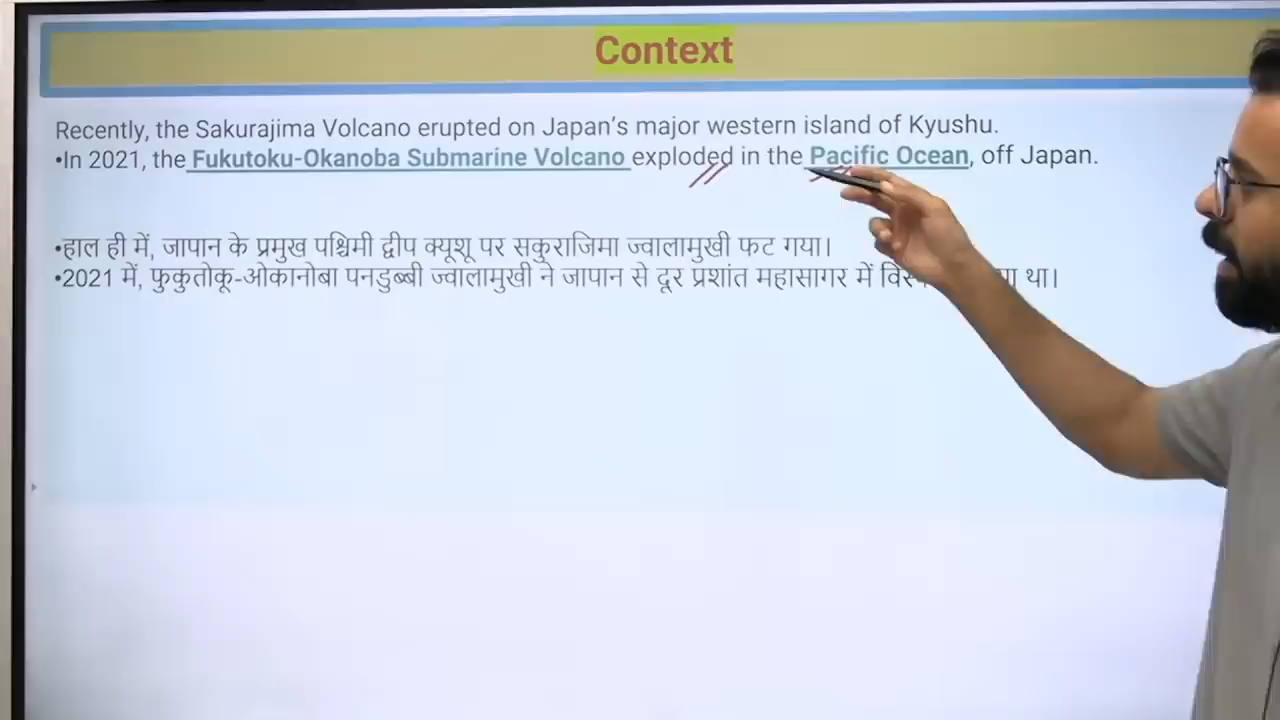 Context
Recently, the Sakurajima Volcano erupted on Japan's major western island of Kyushu.
•In 2021, the Fukutoku-Okanoba Submarine Volcano exploded in the Pacific Ocean, off Japan.
•हाल ही में, जापान के प्रमुख पश्चिमी द्वीप क्यूशू पर सकुराजिमा ज्वालामुखी फट गया।
•2021 में, फुकुतोकू-ओकानोबा पनडुब्बी ज्वालामुखी ने जापान से दूर प्रशांत महासागर में था।